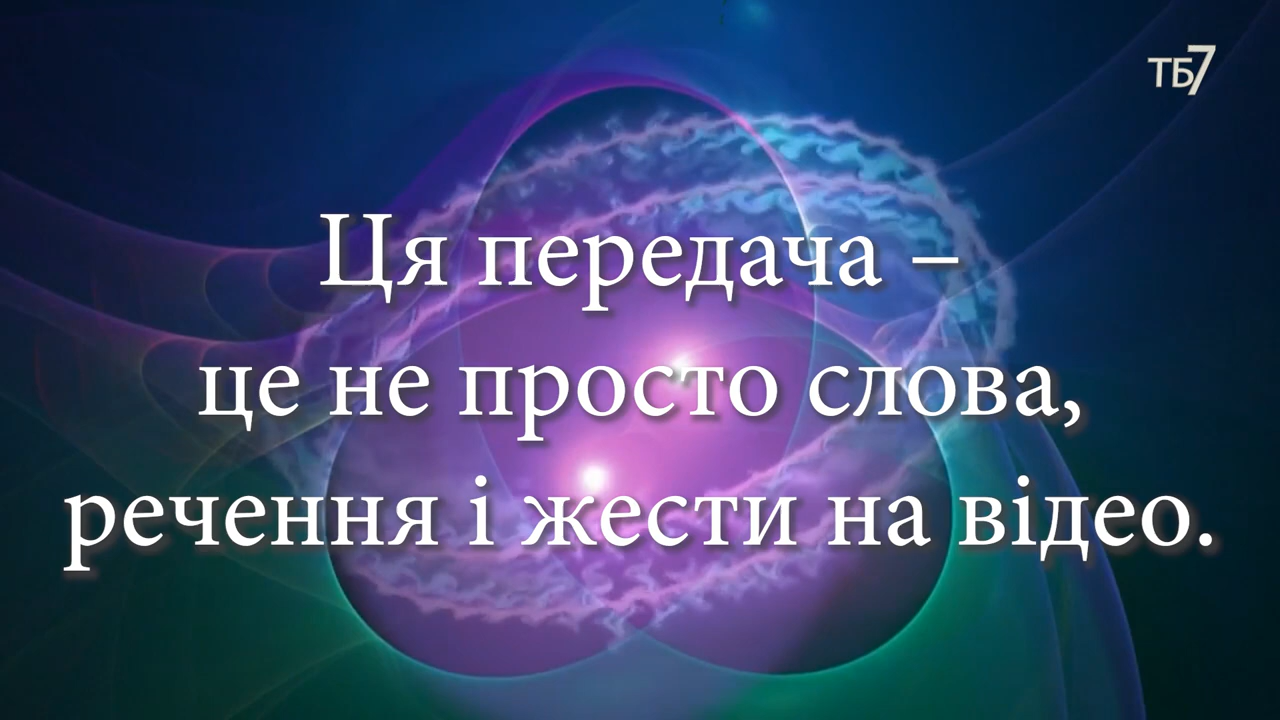 ТБ7
Ця передача –
це не просто слова,
речення і жести на відео.